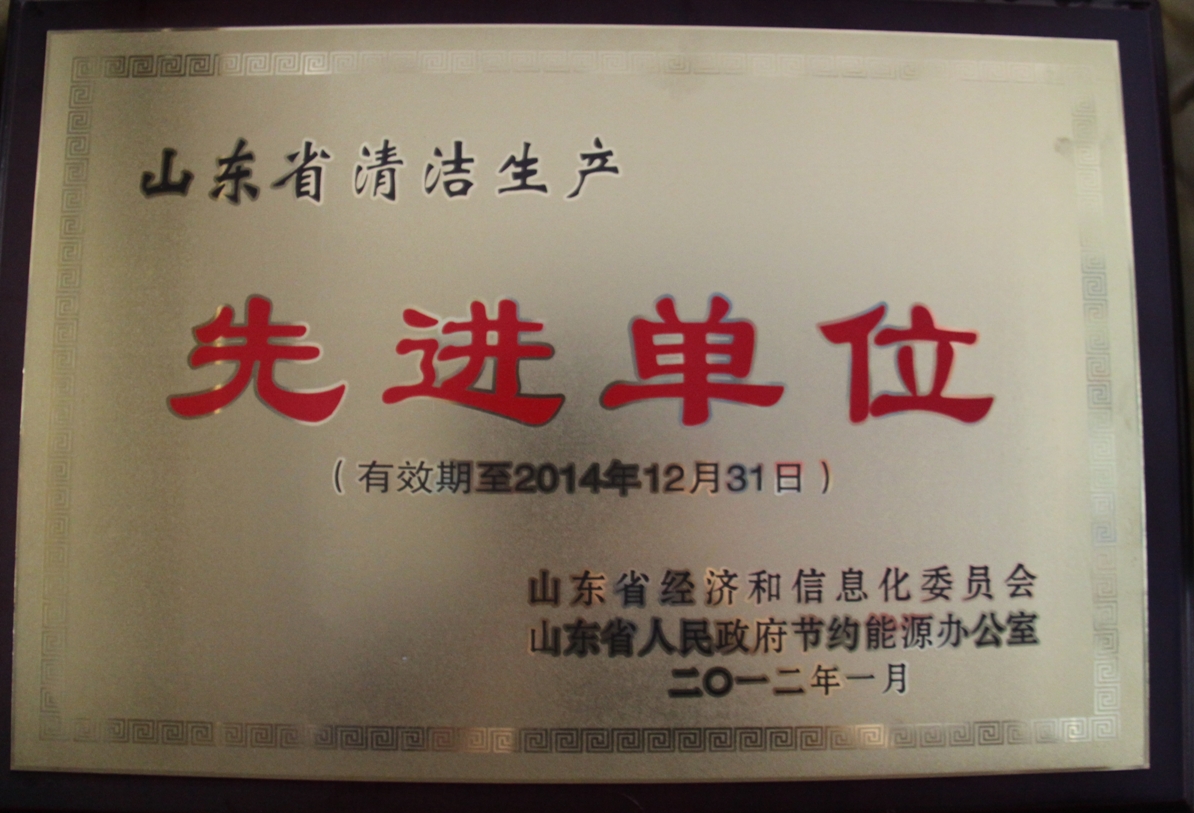 山东省清洁生产
先进单位
（有效期至2014年12月31日）
山东省经济和信息化委员会
山东省人民政府节约能源办公室
二〇一二年一月